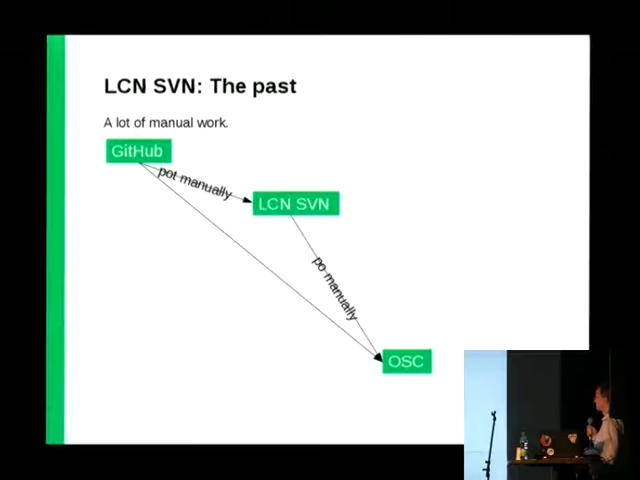 LCN SVN: The past
A lot of manual work.
GitHub
pot manually
LCN SVN
po manually
OSC